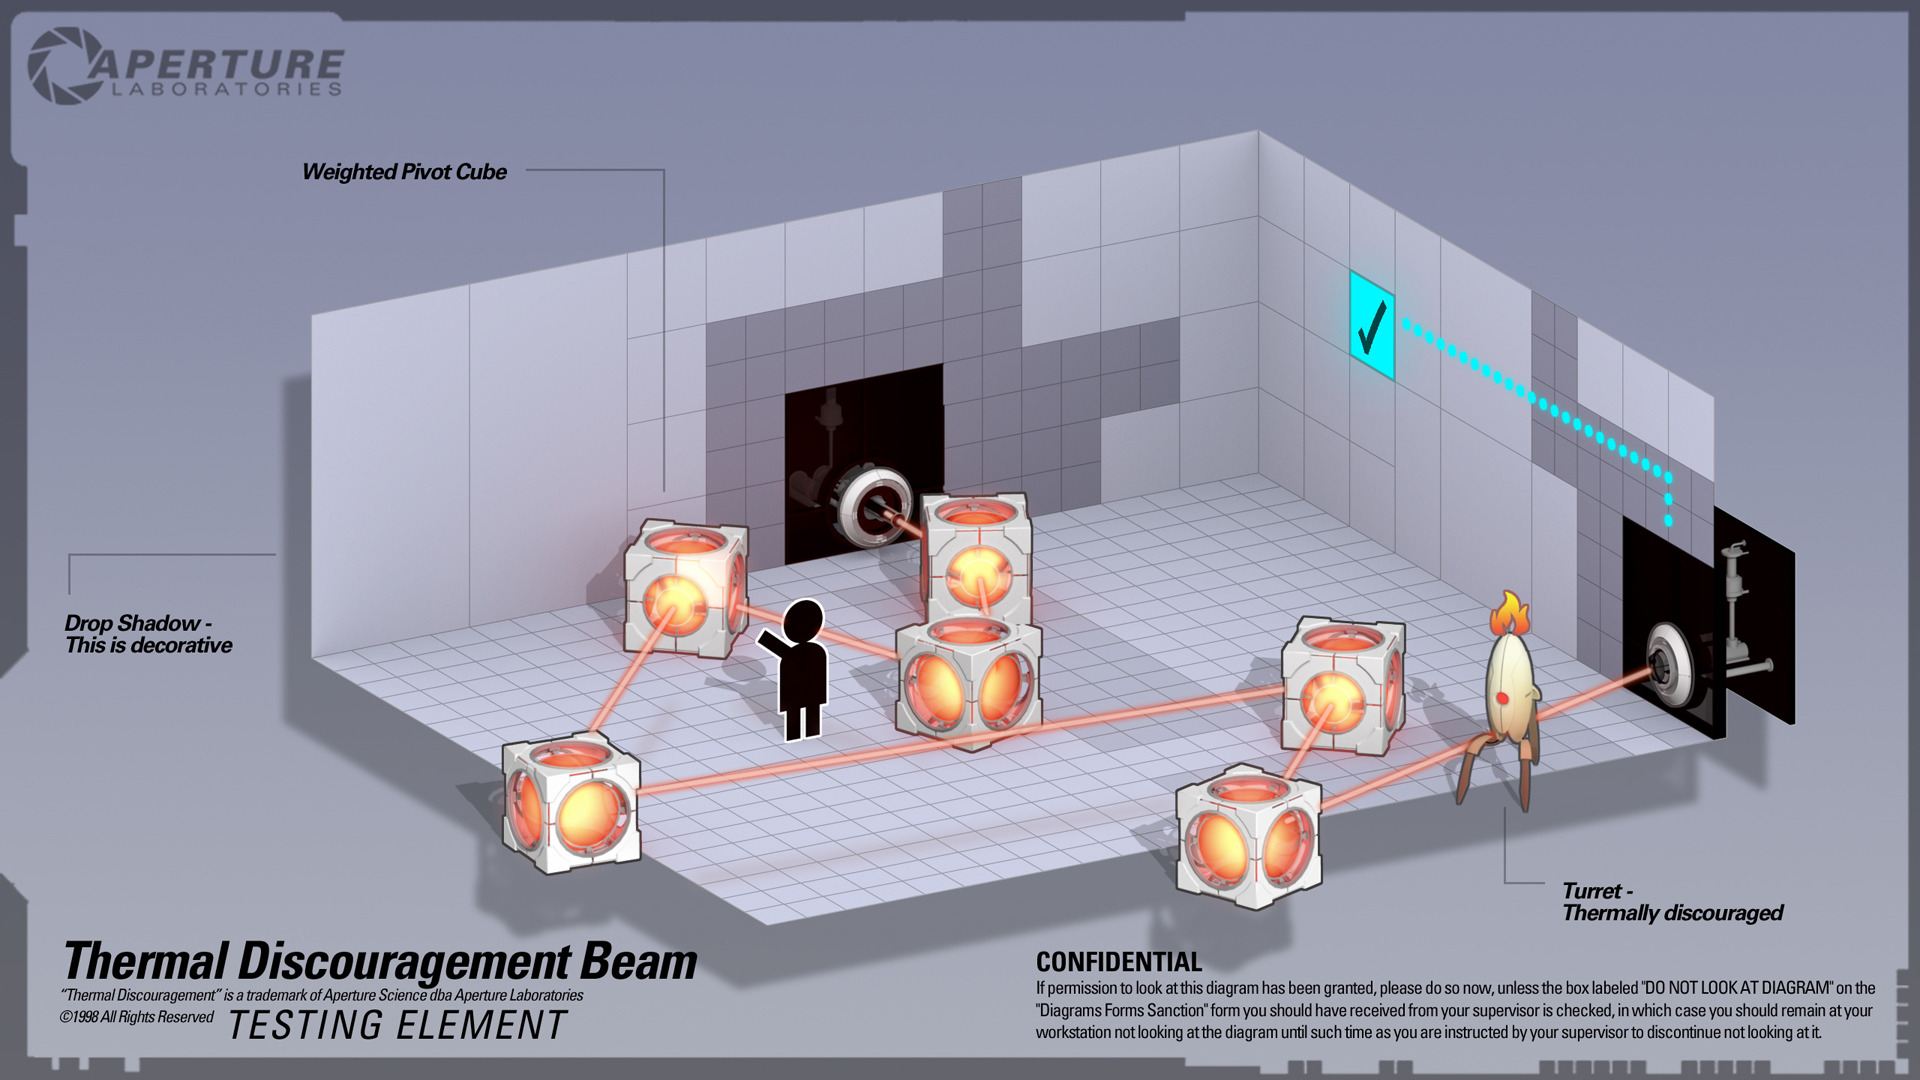 APERTURE
LABORATORIES
Weighted Pivot Cube
Drop Shadow -
This is decorative
Turret -
Thermally discouraged
Thermal Discouragement Beam
“Thermal Discouragement” is a trademark of Aperture Science dba Aperture Laboratories
©1998 All Rights Reserved
TESTING ELEMENT
CONFIDENTIAL
If permission to look at this diagram has been granted, please do so now, unless the box labeled "DO NOT LOOK AT DIAGRAM" on the
"Diagrams Forms Sanction" form you should have received from your supervisor is checked, in which case you should remain at your
workstation not looking at the diagram until such time as you are instructed by your supervisor to discontinue not looking at it.